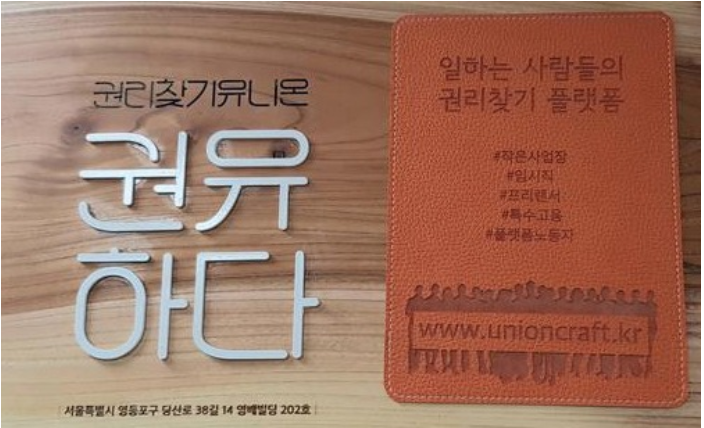 권리찾기유니온
권유
하다
서울특별시 영등포구 당산로 38길 14 영배빌딩 202호
일하는 사람들의
권리찾기 플랫폼
#작은사업장
#임시직
#프리랜서
#특수고용
#플랫폼노동자
www.unioncraft.kr